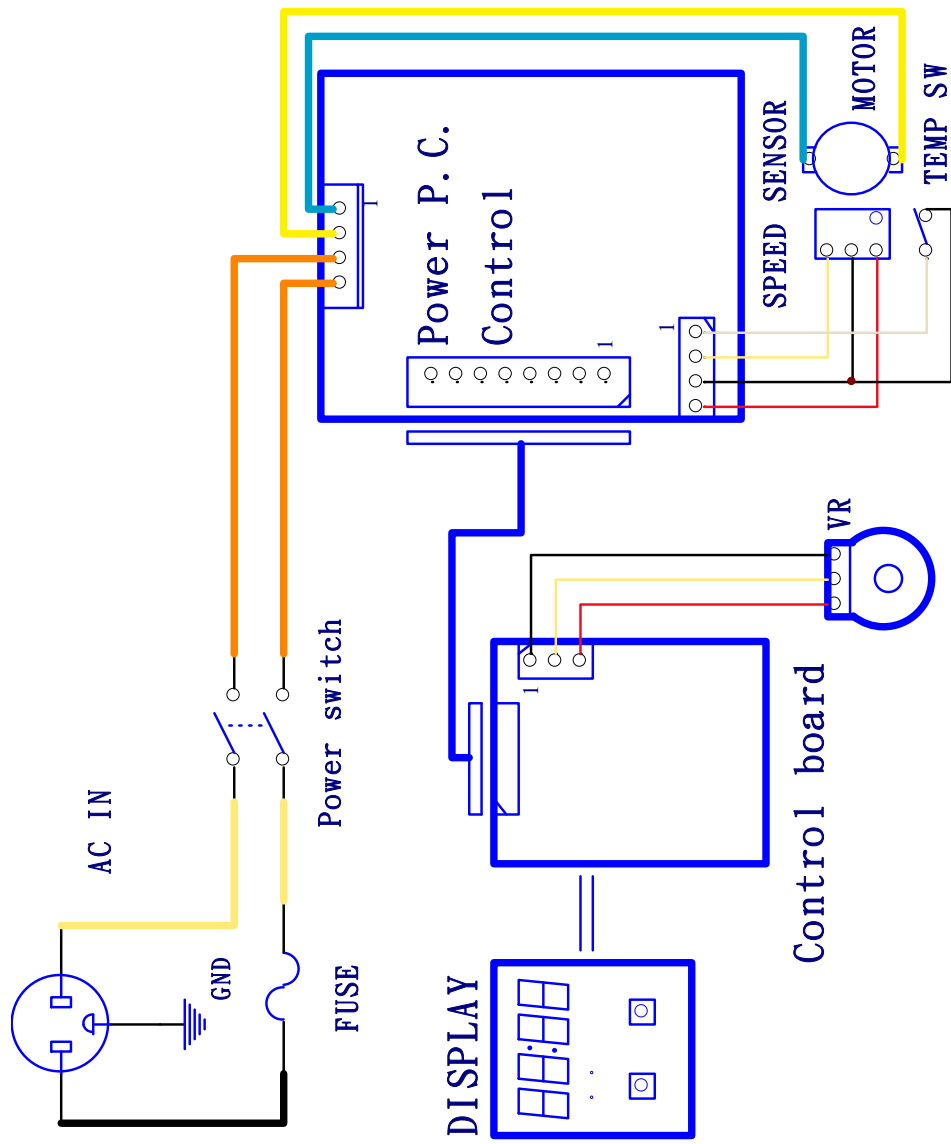 AC IN
GND
FUSE
Power switch
DISPLAY
Control board
1
VR
Power P.C.
Control
1
1
1
SPEED SENSOR
MOTOR
TEMP SW